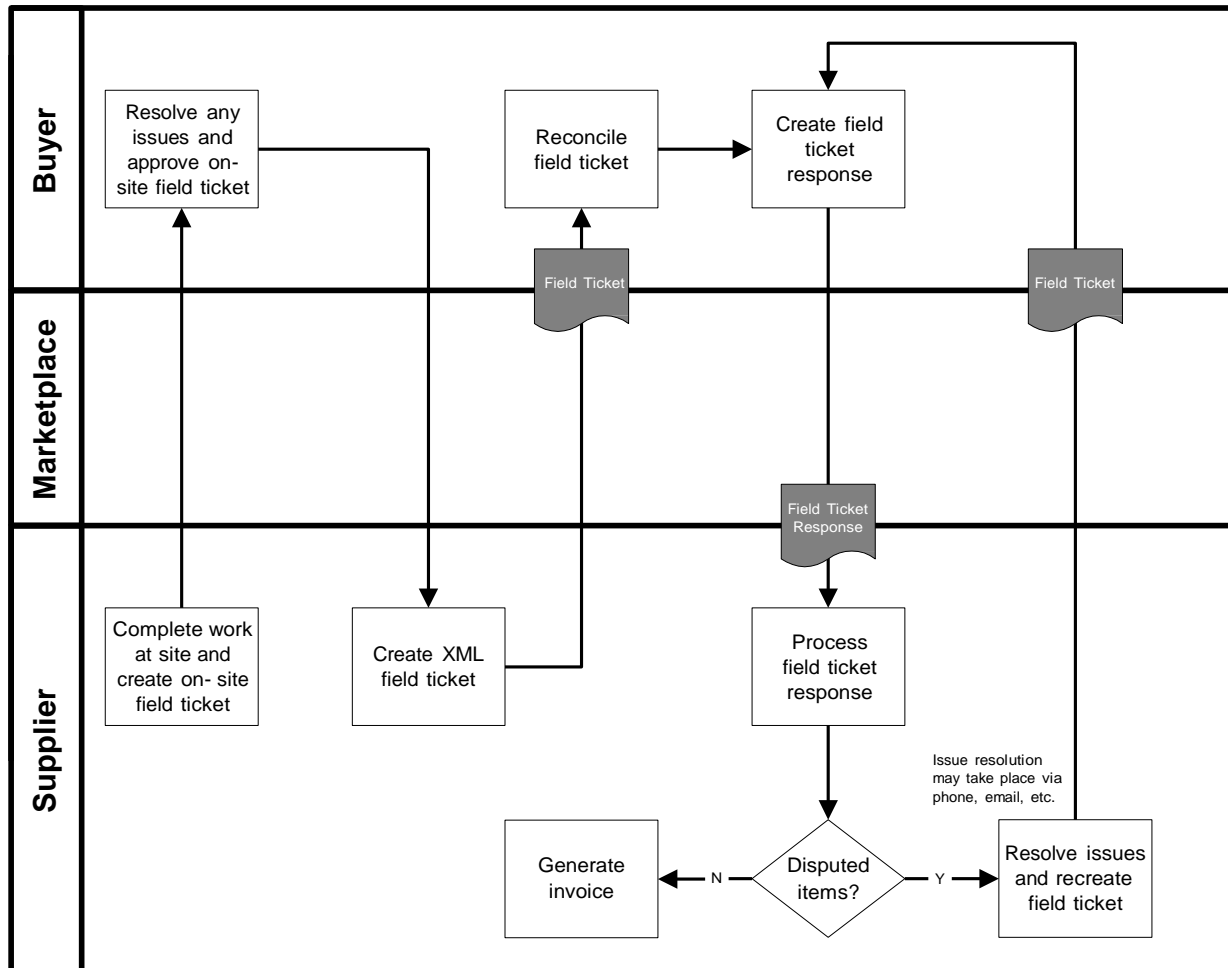 Buyer
Resolve any
issues and
approve on-
site field ticket
Reconcile
field ticket
Create field
ticket
response
Field Ticket
Field Ticket
Marketplace
Field Ticket
Response
Supplier
Complete work
at site and
create on- site
field ticket
Create XML
field ticket
Process
field ticket
response
Issue resolution
may take place via
phone, email, etc.
Generate
invoice
N
Disputed
items?
Y
Resolve issues
and recreate
field ticket